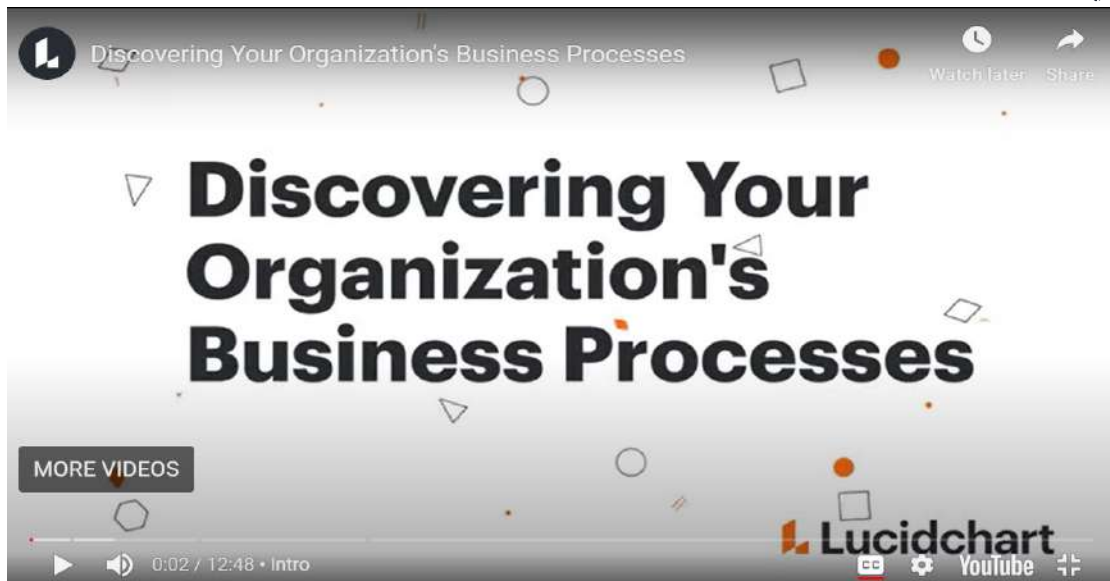 Discovering Your Organization's Business Processes
Watch later
Share
Discovering Your
Organization's
Business Processes
MORE VIDEOS
Lucidchart
0:02 / 12:48 • Intro
CC
YouTube